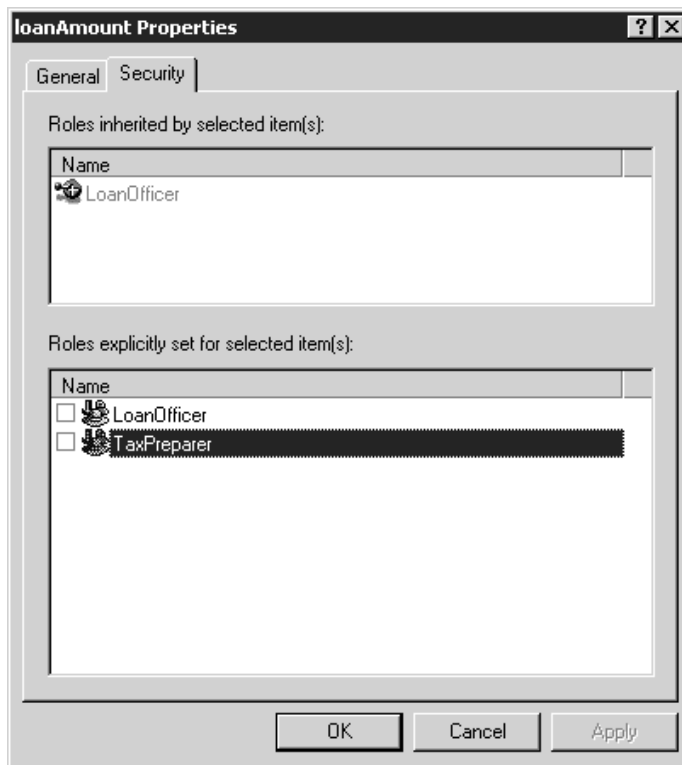 loanAmount Properties
General
Security
Roles inherited by selected item(s):
Name
LoanOfficer
Roles explicitly set for selected item(s):
Name
LoanOfficer
TaxPreparer
OK
Cancel
Apply